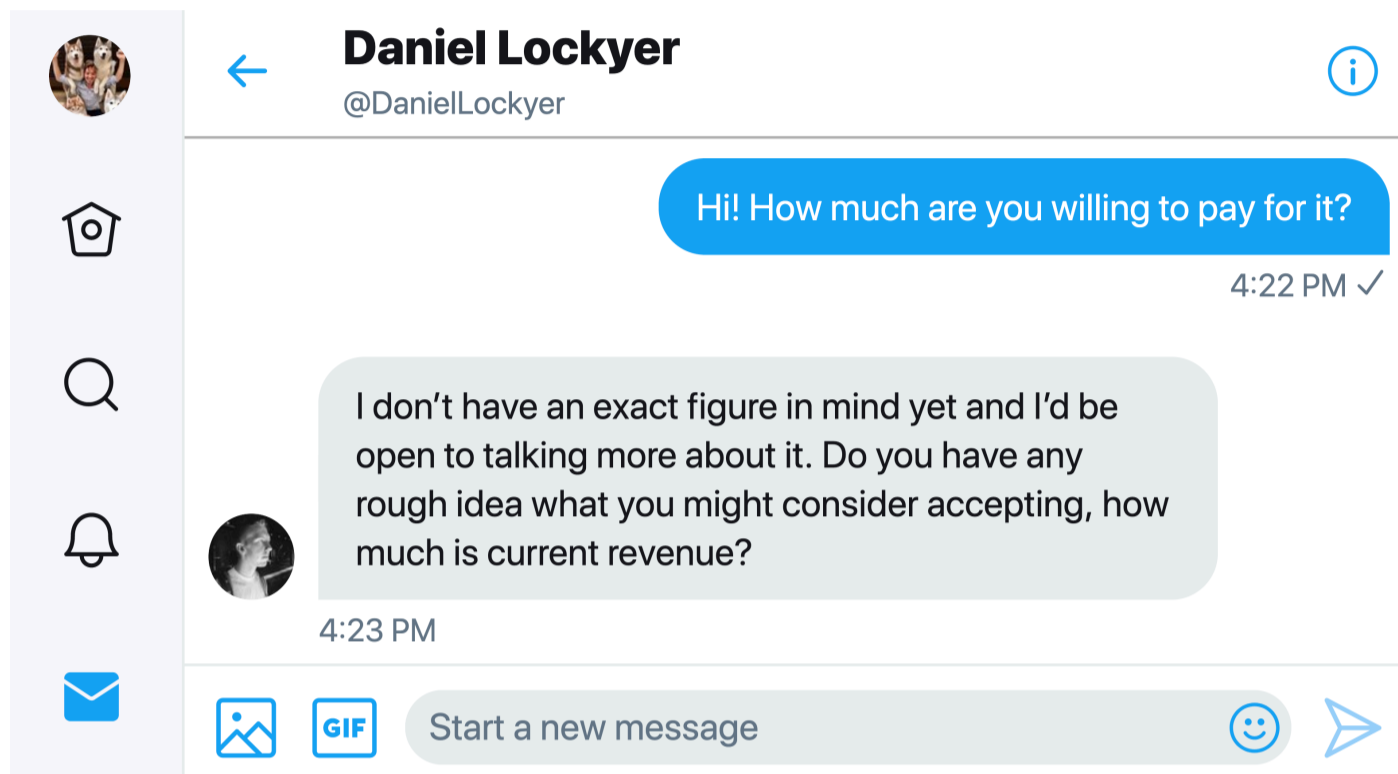 Daniel Lockyer
@DanielLockyer
Hi! How much are you willing to pay for it?
4:22 PM ✓
I don’t have an exact figure in mind yet and I’d be
open to talking more about it. Do you have any
rough idea what you might consider accepting, how
much is current revenue?
4:23 PM
GIF
Start a new message